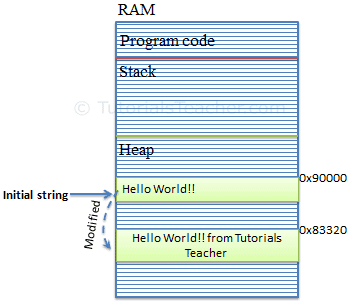 RAM
Program code
Stack
© TutorialsTeacher.com
Heap
0x90000
Initial string
Hello World!!
Modified
0x83320
Hello World!! from Tutorials
Teacher